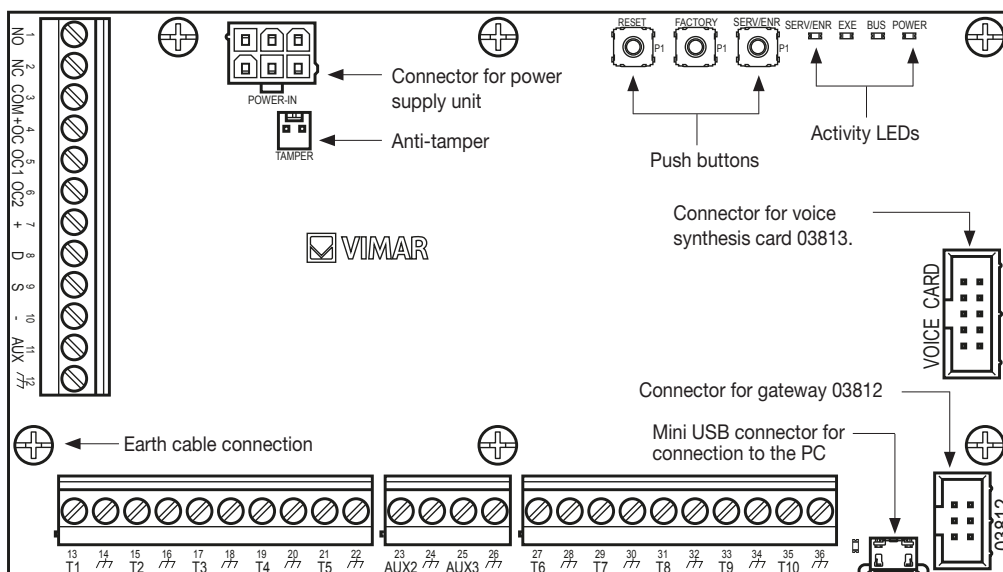 RESET FACTORY SERV/ENR SERV/ENR EXE BUS POWER
P1 P1 P1
POWER-IN
Connector for power
supply unit
TAMPER
Anti-tamper
Push buttons
Activity LEDs
1 NO
2 NC
3 COM
4 +OC
5 OC1
6 OC2
7 +
8 D
9 S
10 -
11 AUX
12
VIMAR
Connector for voice
synthesis card 03813.
VOICE CARD
Connector for gateway 03812
Earth cable connection
Mini USB connector for
connection to the PC
03812
13 14 15 16 17 18 19 20 21 22 23 24 25 26 27 28 29 30 31 32 33 34 35 36
T1 T2 T3 T4 T5 AUX2 AUX3 T6 T7 T8 T9 T10